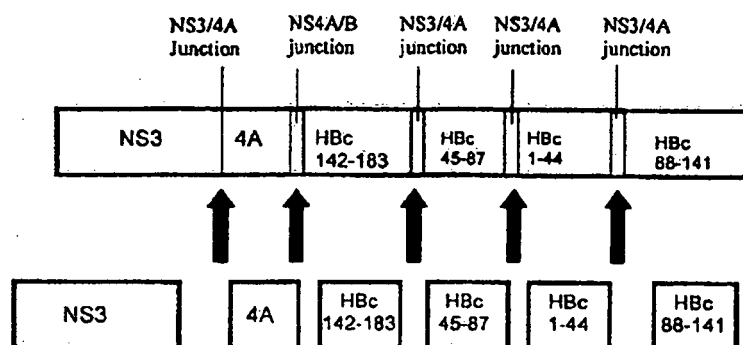 NS3/4A NS4A/B NS3/4A NS3/4A NS3/4A
Junction junction junction junction junction
NS3 4A HBc 142-183 HBc 45-87 HBc 1-44 HBc 88-141
NS3 4A HBc 142-183 HBc 45-87 HBc 1-44 HBc 88-141